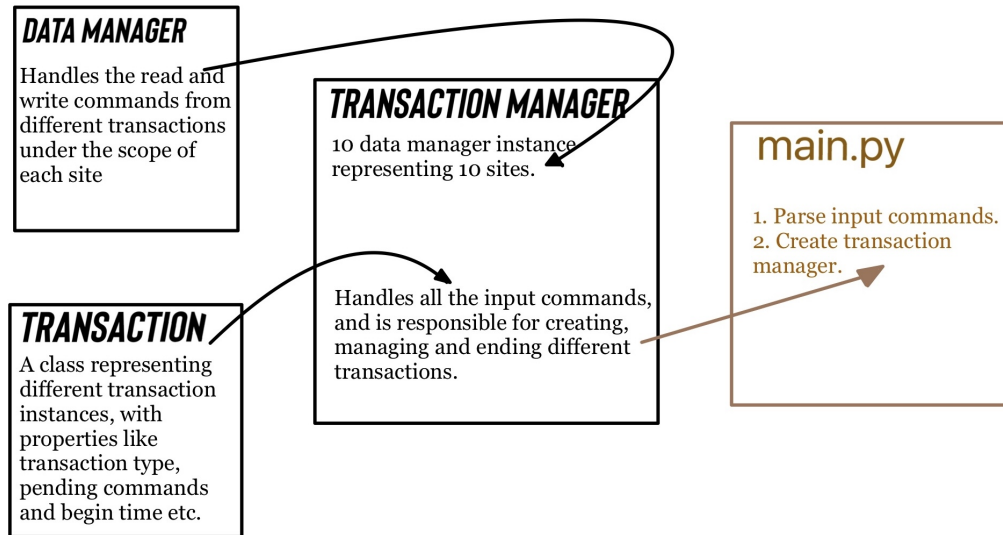 DATA MANAGER
Handles the read and
write commands from
different transactions
under the scope of
each site
TRANSACTION MANAGER
10 data manager instance
representing 10 sites.
Handles all the input commands,
and is responsible for creating,
managing and ending different
transactions.
TRANSACTION
A class representing
different transaction
instances, with
properties like
transaction type,
pending commands
and begin time etc.
main.py
1. Parse input commands.
2. Create transaction
manager.